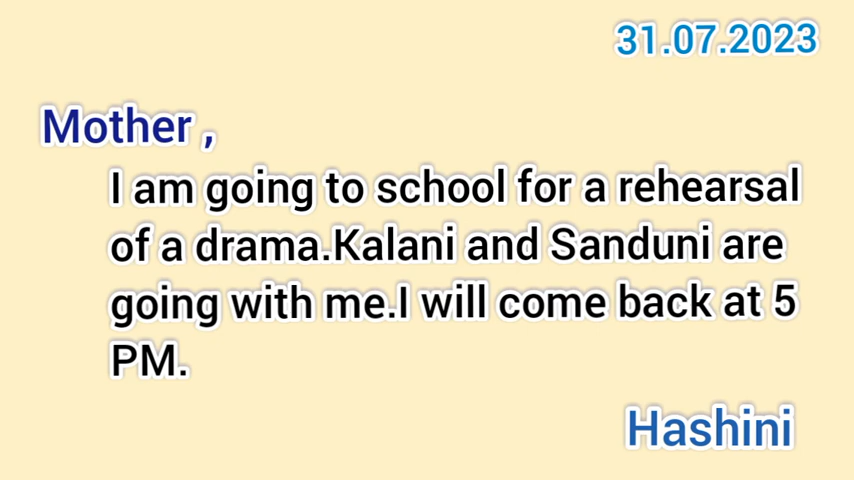 31.07.2023
Mother ,
I am going to school for a rehearsal
of a drama.Kalani and Sanduni are
going with me.I will come back at 5
PM.
Hashini